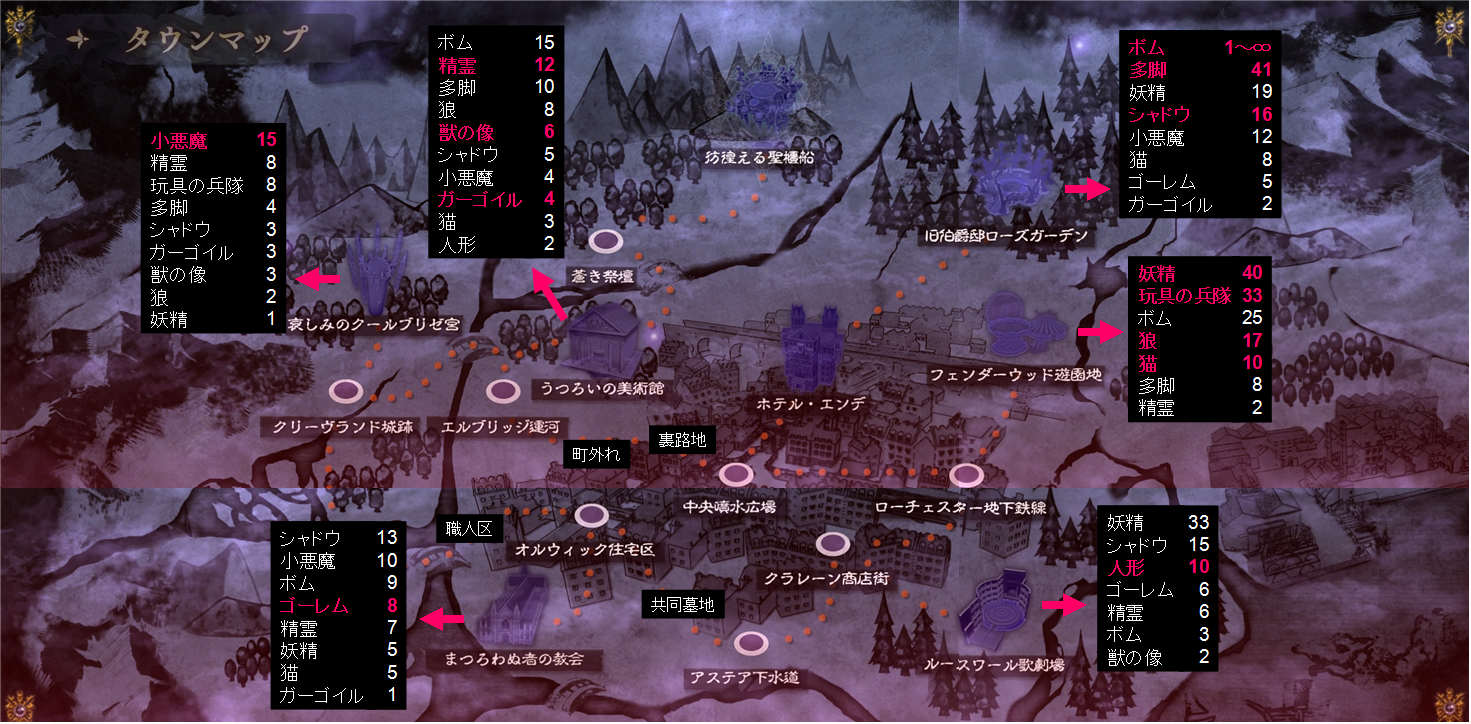 タウンマップ
小悪魔 15
精霊 8
玩具の兵隊 8
多脚 4
シャドウ 3
ガーゴイル 3
獣の像 3
狼 2
妖精 1
ボム 15
精霊 12
多脚 10
狼 8
獣の像 6
シャドウ 5
小悪魔 4
ガーゴイル 4
猫 3
人形 2
ボム 1～∞
多脚 41
妖精 19
シャドウ 16
小悪魔 12
猫 8
ゴーレム 5
ガーゴイル 2
妖精 40
玩具の兵隊 33
ボム 25
狼 17
猫 10
多脚 8
精霊 2
彷徨える聖櫃船
旧伯爵邸ローズガーデン
蒼き祭壇
哀しみのクールブリゼ宮
うつろいの美術館
フェンダーウッド遊園地
ホテル・エンデ
クリーヴランド城跡
エルブリッジ運河
町外れ
裏路地
中央噴水広場
ローチェスター地下鉄線
職人区
オルウィック住宅区
クラレーン商店街
共同墓地
まつろわぬ者の教会
アステア下水道
ルースワール歌劇場
シャドウ 13
小悪魔 10
ボム 9
ゴーレム 8
精霊 7
妖精 5
猫 5
ガーゴイル 1
妖精 33
シャドウ 15
人形 10
ゴーレム 6
精霊 6
ボム 3
獣の像 2